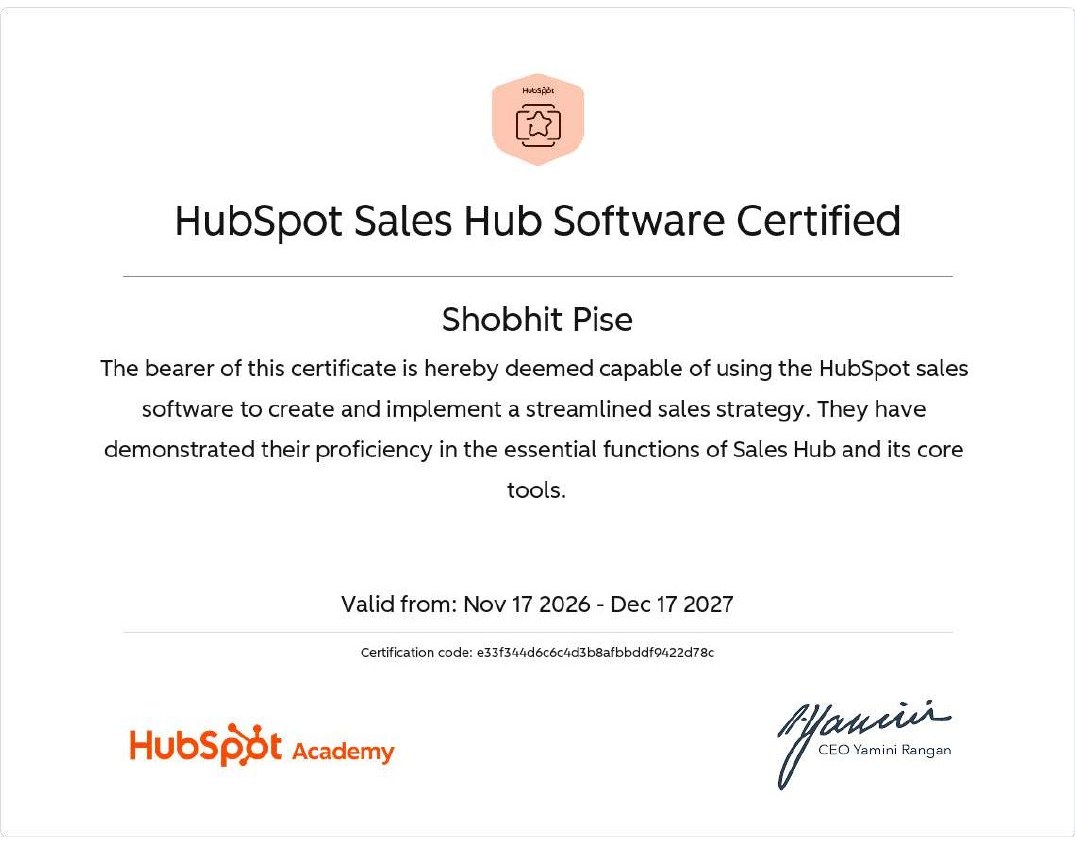 HubSpot
HubSpot Sales Hub Software Certified
Shobhit Pise
The bearer of this certificate is hereby deemed capable of using the HubSpot sales
software to create and implement a streamlined sales strategy. They have
demonstrated their proficiency in the essential functions of Sales Hub and its core
tools.
Valid from: Nov 17 2026 - Dec 17 2027
Certification code: e33f344d6c6c4d3b8afbbddf9422d78c
HubSpot Academy
Yamini
CEO Yamini Rangan